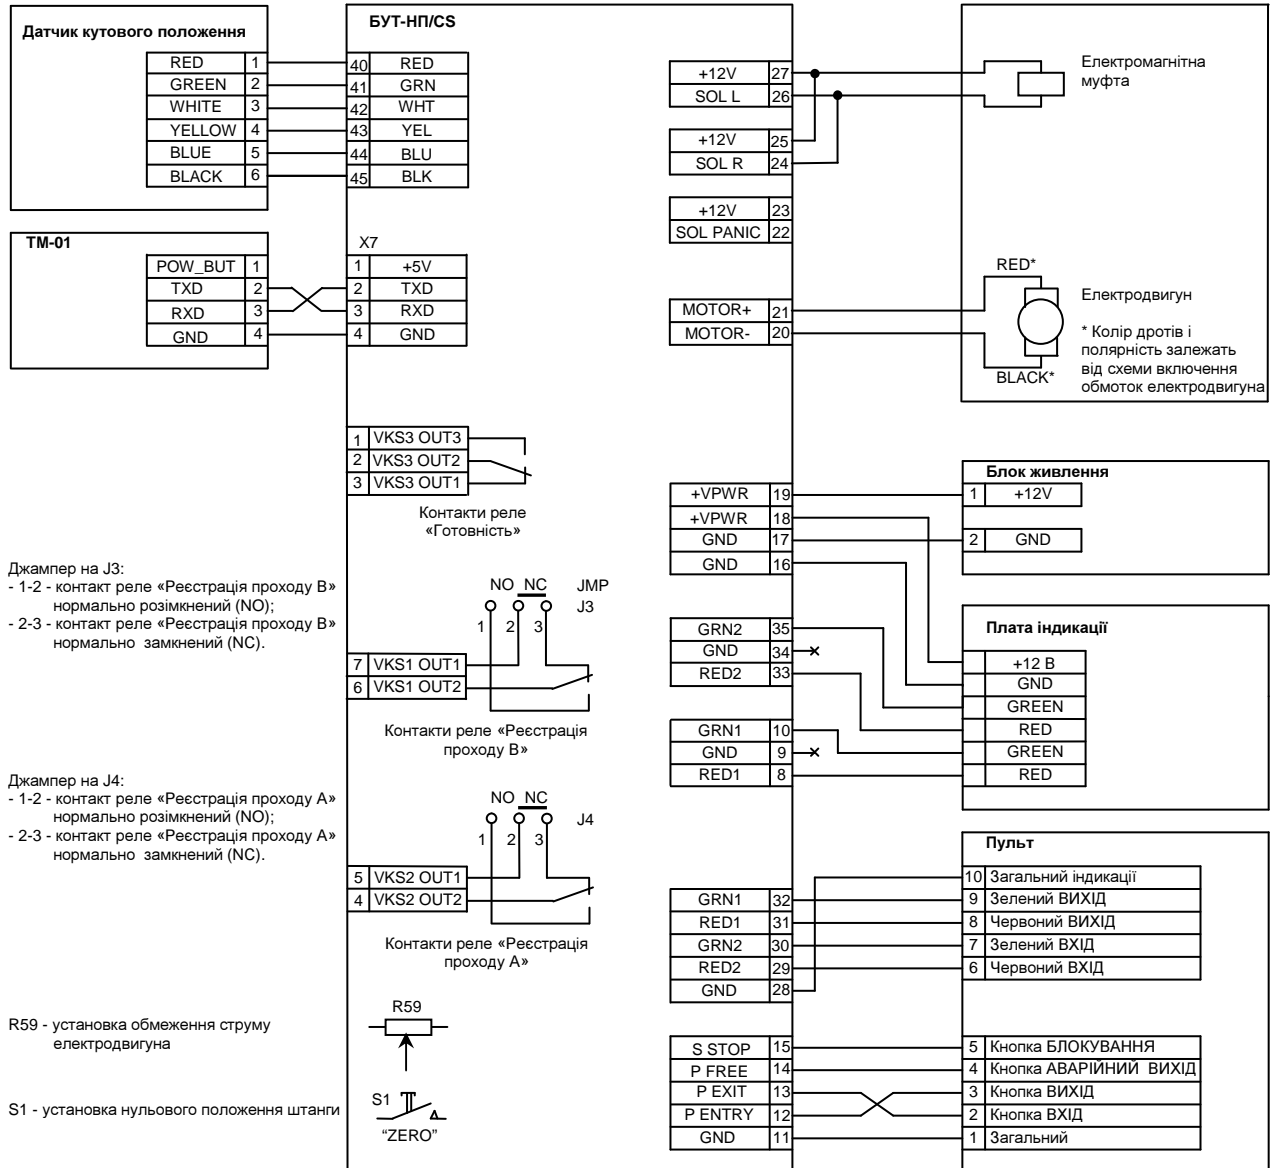 Датчик кутового положення
RED 1
GREEN 2
WHITE 3
YELLOW 4
BLUE 5
BLACK 6
БУТ-НП/CS
40 RED
41 GRN
42 WHT
43 YEL
44 BLU
45 BLK
ТМ-01
POW_BUT 1
TXD 2
RXD 3
GND 4
X7
1 +5V
2 TXD
3 RXD
4 GND
+12V 27
SOL L 26
+12V 25
SOL R 24
+12V 23
SOL PANIC 22
MOTOR+ 21
MOTOR- 20
Електромагнітна
муфта
RED*
Електродвигун
BLACK*
* Колір дротів і
полярність залежать
від схеми включення
обмоток електродвигуна
1 VKS3 OUT3
2 VKS3 OUT2
3 VKS3 OUT1
Контакти реле
«Готовність»
+VPWR 19
+VPWR 18
GND 17
GND 16
Блок живлення
1 +12V
2 GND
Джампер на J3:
- 1-2 - контакт реле «Реєстрація проходу В»
нормально розімкнений (NO);
- 2-3 - контакт реле «Реєстрація проходу В»
нормально замкнений (NC).
NO NC JMP
J3
1 2 3
7 VKS1 OUT1
6 VKS1 OUT2
Контакти реле «Реєстрація
проходу В»
GRN2 35
GND 34
RED2 33
GRN1 10
GND 9
RED1 8
Плата індикації
+12 В
GND
GREEN
RED
GREEN
RED
Джампер на J4:
- 1-2 - контакт реле «Реєстрація проходу А»
нормально розімкнений (NO);
- 2-3 - контакт реле «Реєстрація проходу А»
нормально замкнений (NC).
NO NC
J4
1 2 3
5 VKS2 OUT1
4 VKS2 OUT2
Контакти реле «Реєстрація
проходу А»
GRN1 32
RED1 31
GRN2 30
RED2 29
GND 28
Пульт
10 Загальний індикації
9 Зелений ВИХІД
8 Червоний ВИХІД
7 Зелений ВХІД
6 Червоний ВХІД
R59 - установка обмеження струму
електродвигуна
R59
S1 - установка нульового положення штанги
S1
“ZERO”
S STOP 15
P FREE 14
P EXIT 13
P ENTRY 12
GND 11
5 Кнопка БЛОКУВАННЯ
4 Кнопка АВАРІЙНИЙ ВИХІД
3 Кнопка ВИХІД
2 Кнопка ВХІД
1 Загальний